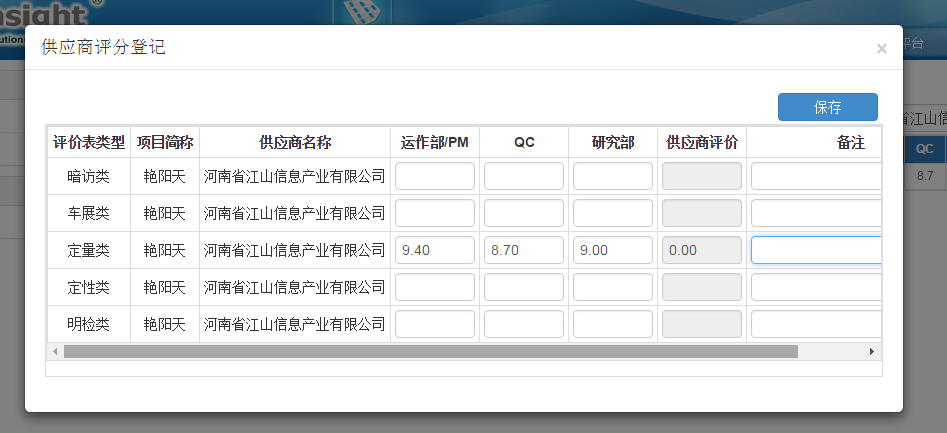 nsight
®
utions
供应商评分登记
×
平台
保存
省江山信
评价表类型 项目简称 供应商名称 运作部/PM QC 研究部 供应商评价 备注
QC
暗访类 艳阳天 河南省江山信息产业有限公司
8.7
车展类 艳阳天 河南省江山信息产业有限公司
定量类 艳阳天 河南省江山信息产业有限公司 9.40 8.70 9.00 0.00
定性类 艳阳天 河南省江山信息产业有限公司
明检类 艳阳天 河南省江山信息产业有限公司